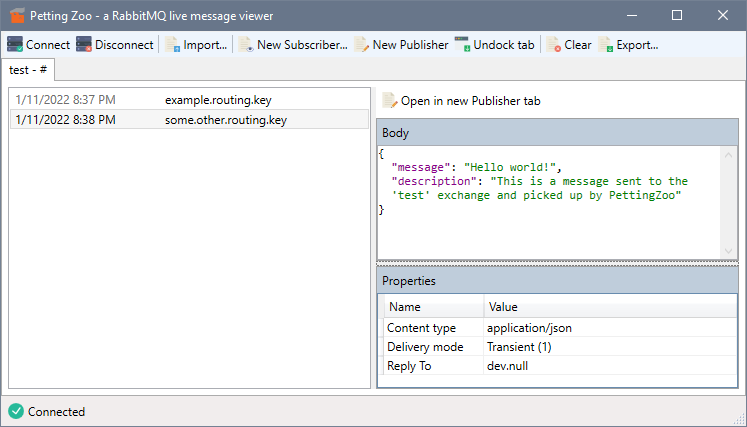 Petting Zoo - a RabbitMQ live message viewer
Connect Disconnect Import... New Subscriber... New Publisher Undock tab Clear Export...
test - #
1/11/2022 8:37 PM example.routing.key
1/11/2022 8:38 PM some.other.routing.key
Open in new Publisher tab
Body
{
"message": "Hello world!",
"description": "This is a message sent to the
'test' exchange and picked up by PettingZoo"
}
Properties
Name Value
Content type application/json
Delivery mode Transient (1)
Reply To dev.null
Connected